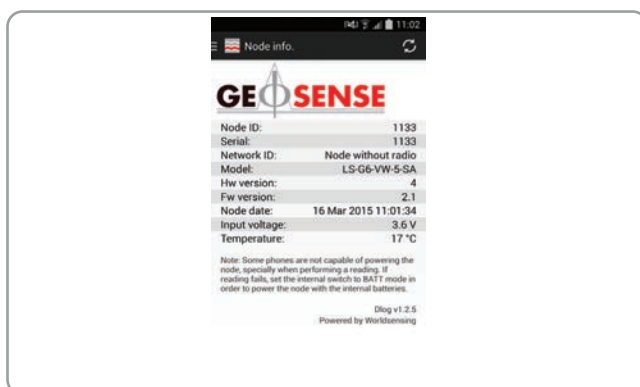 11:02
Node info.
GEOSENSE
Node ID: 1133
Serial: 1133
Network ID: Node without radio
Model: LS-G6-VW-5-SA
Hw version: 4
Fw version: 2.1
Node date: 16 Mar 2015 11:01:34
Input voltage: 3.6 V
Temperature: 17 °C
Note: Some phones are not capable of powering the
node, specially when performing a reading. If
reading fails, set the internal switch to BATT mode in
order to power the node with the internal batteries.
Dlog v1.2.5
Powered by Worldsensing